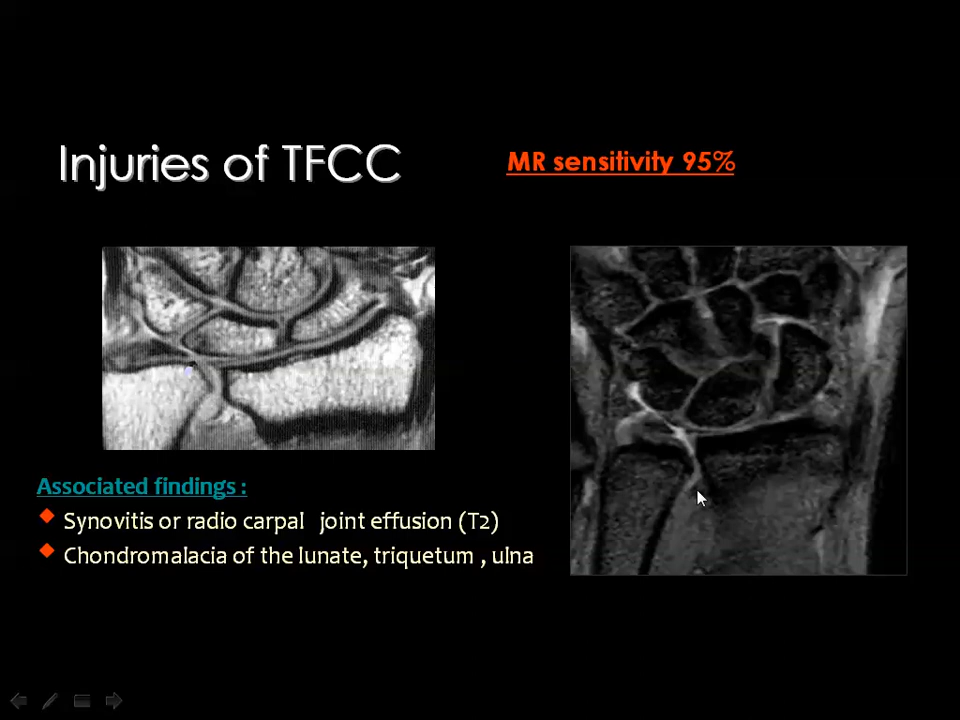 Injuries of TFCC
MR sensitivity 95%
Associated findings :
Synovitis or radio carpal joint effusion (T2)
Chondromalacia of the lunate, triquetum , ulna